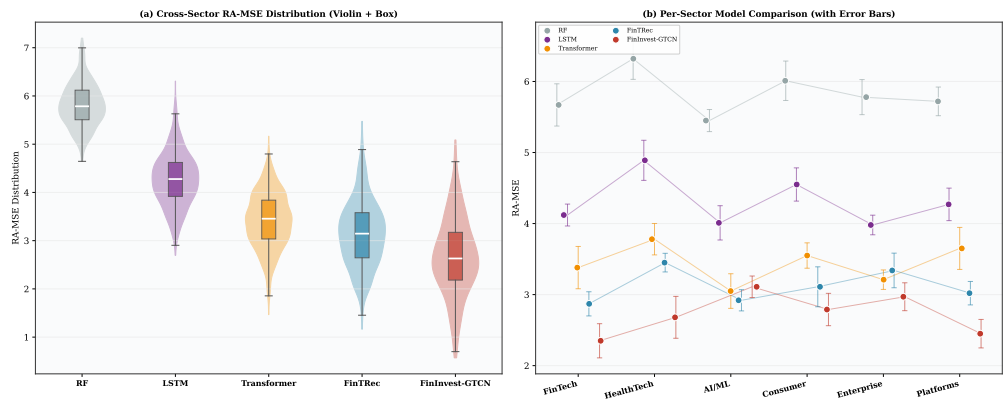 (a) Cross-Sector RA-MSE Distribution (Violin + Box)
RA-MSE Distribution
7
6
5
4
3
2
1
RF
LSTM
Transformer
FinTRec
FinInvest-GTCN
(b) Per-Sector Model Comparison (with Error Bars)
RF
LSTM
Transformer
FinTRec
FinInvest-GTCN
RA-MSE
6
5
4
3
2
FinTech
HealthTech
AI/ML
Consumer
Enterprise
Platforms